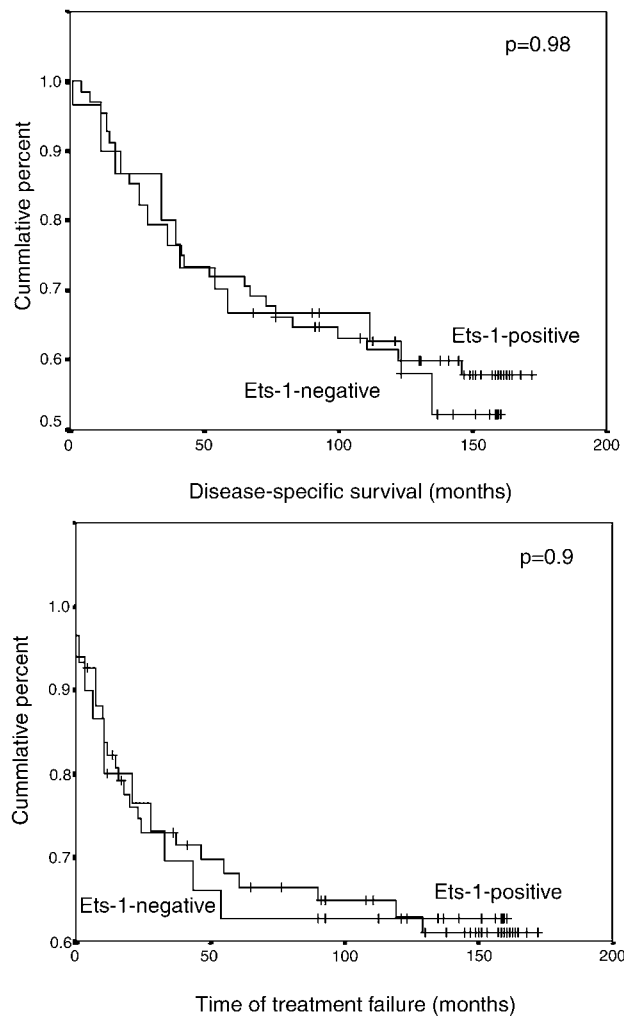 p=0.98
1.0
0.9
0.8
0.7
0.6
0.5
Cummlative percent
Ets-1-positive
Ets-1-negative
0 50 100 150 200
Disease-specific survival (months)
p=0.9
1.0
0.9
0.8
0.7
0.6
Cummlative percent
Ets-1-positive
Ets-1-negative
0 50 100 150 200
Time of treatment failure (months)